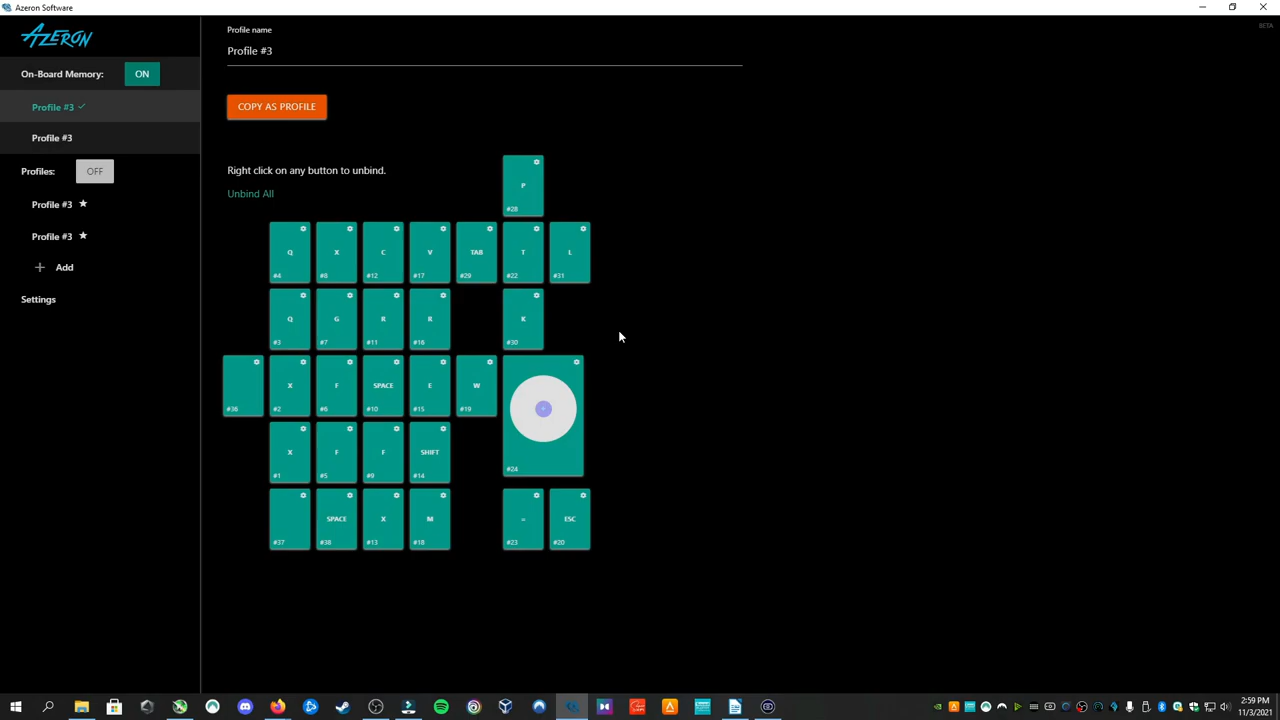 Azeron Software
BETA
AZERON
On-Board Memory: ON
Profile #3
Profile #3
Profiles: OFF
Profile #3
Profile #3
Add
Settings
Profile name
Profile #3
COPY AS PROFILE
Right click on any button to unbind.
Unbind All
P
#28
Q X C V TAB T L
#4 #8 #12 #17 #29 #22 #31
Q G R R K
#3 #7 #11 #16 #30
X F SPACE E W
#36 #2 #6 #10 #15 #19
X F F SHIFT
#24
#1 #5 #9 #14
SPACE X M = ESC
#37 #38 #13 #18 #23 #20
2:59 PM
11/3/2021